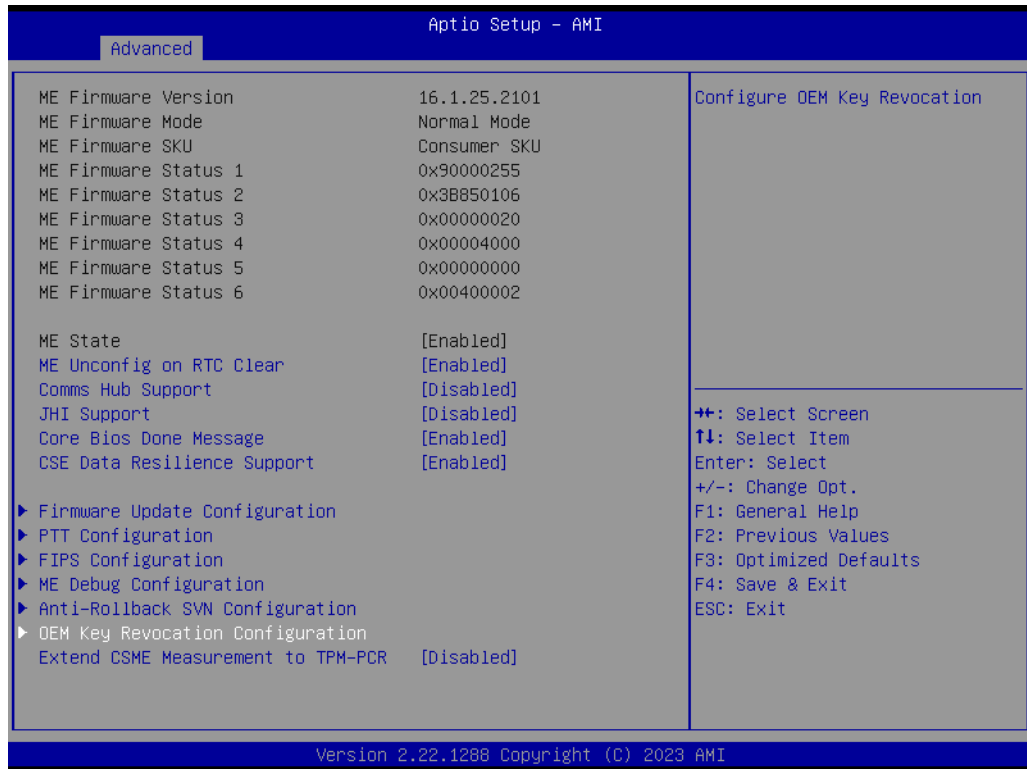 Aptio Setup – AMI
Advanced
ME Firmware Version 16.1.25.2101
ME Firmware Mode Normal Mode
ME Firmware SKU Consumer SKU
ME Firmware Status 1 0x90000255
ME Firmware Status 2 0x3B850106
ME Firmware Status 3 0x00000020
ME Firmware Status 4 0x00004000
ME Firmware Status 5 0x00000000
ME Firmware Status 6 0x00400002
ME State [Enabled]
ME Unconfig on RTC Clear [Enabled]
Comms Hub Support [Disabled]
JHI Support [Disabled]
Core Bios Done Message [Enabled]
CSE Data Resilience Support [Enabled]
Firmware Update Configuration
PTT Configuration
FIPS Configuration
ME Debug Configuration
Anti-Rollback SVN Configuration
OEM Key Revocation Configuration
Extend CSME Measurement to TPM-PCR [Disabled]
Configure OEM Key Revocation
→←: Select Screen
↑↓: Select Item
Enter: Select
+/-: Change Opt.
F1: General Help
F2: Previous Values
F3: Optimized Defaults
F4: Save & Exit
ESC: Exit
Version 2.22.1288 Copyright (C) 2023 AMI